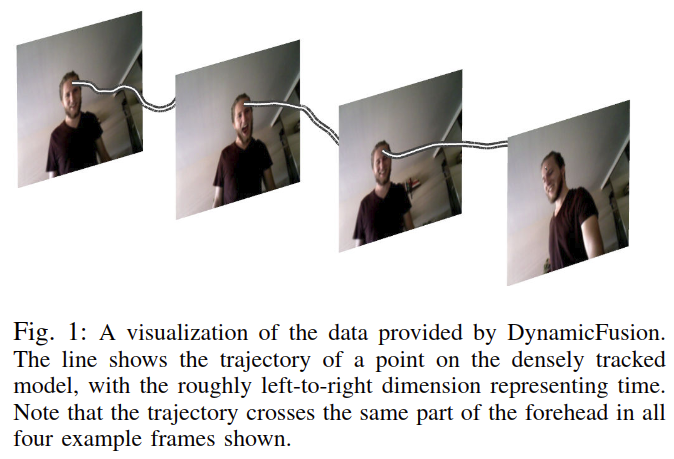 Fig. 1: A visualization of the data provided by DynamicFusion.
The line shows the trajectory of a point on the densely tracked
model, with the roughly left-to-right dimension representing time.
Note that the trajectory crosses the same part of the forehead in all
four example frames shown.